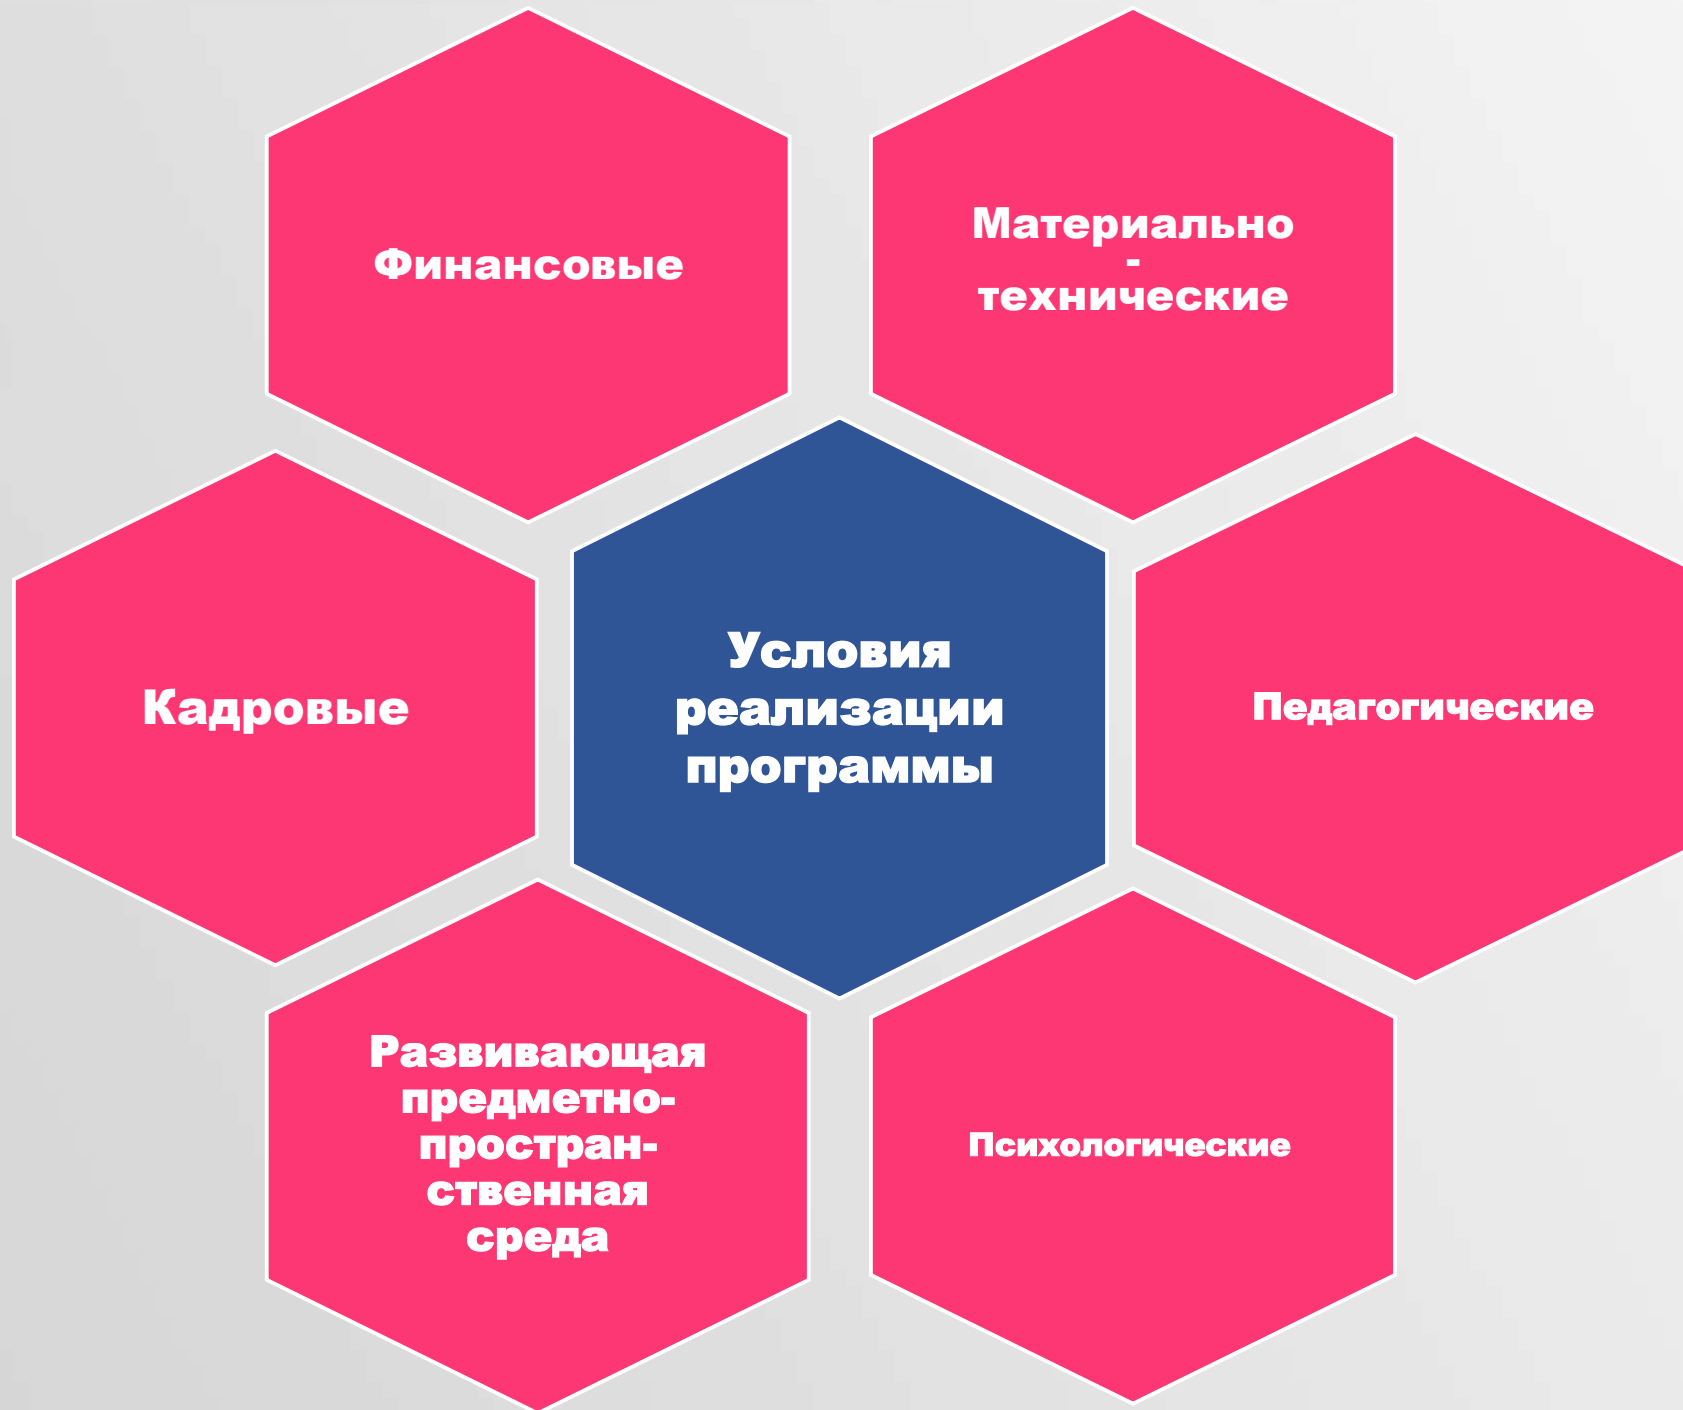 Финансовые
Материально
-
технические
Кадровые
Условия
реализации
программы
Педагогические
Развивающая
предметно-
простран-
ственная
среда
Психологические